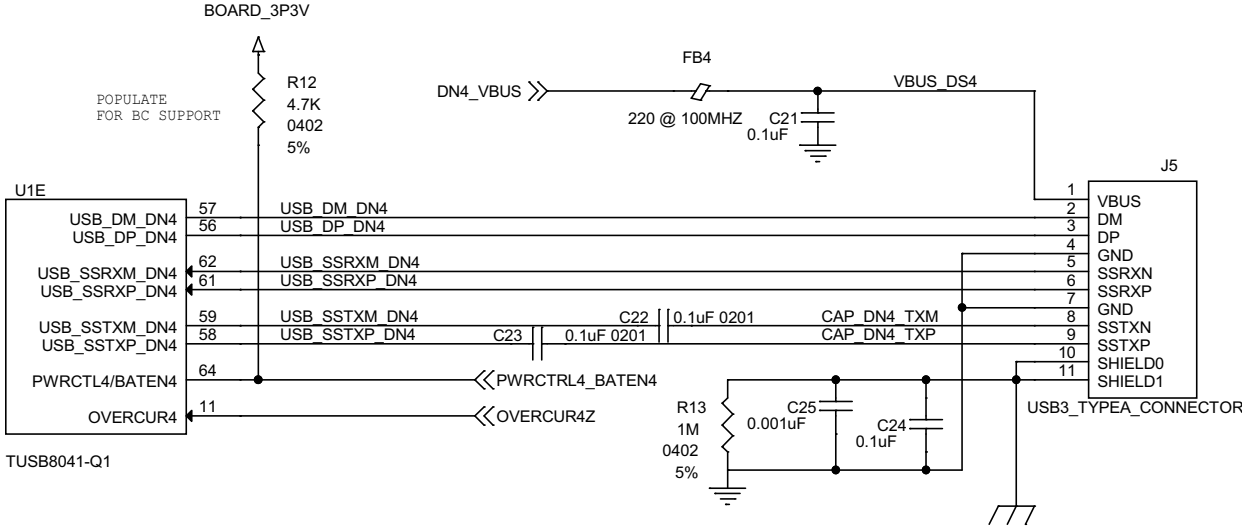 BOARD_3P3V
R12
4.7K
0402
5%
POPULATE
FOR BC SUPPORT
DN4_VBUS
FB4
220 @ 100MHZ
VBUS_DS4
C21
0.1uF
J5
U1E
USB_DM_DN4
57
USB_DM_DN4
USB_DP_DN4
56
USB_DP_DN4
USB_SSRXM_DN4
62
USB_SSRXM_DN4
USB_SSRXP_DN4
61
USB_SSRXP_DN4
USB_SSTXM_DN4
59
USB_SSTXM_DN4
C22
0.1uF 0201
CAP_DN4_TXM
USB_SSTXP_DN4
58
USB_SSTXP_DN4
C23
0.1uF 0201
CAP_DN4_TXP
PWRCTL4/BATEN4
64
PWRCTRL4_BATEN4
OVERCUR4
11
OVERCUR4Z
TUSB8041-Q1
1
VBUS
2
DM
3
DP
4
GND
5
SSRXN
6
SSRXP
7
GND
8
SSTXN
9
SSTXP
10
SHIELD0
11
SHIELD1
USB3_TYPEA_CONNECTOR
R13
1M
0402
5%
C25
0.001uF
C24
0.1uF